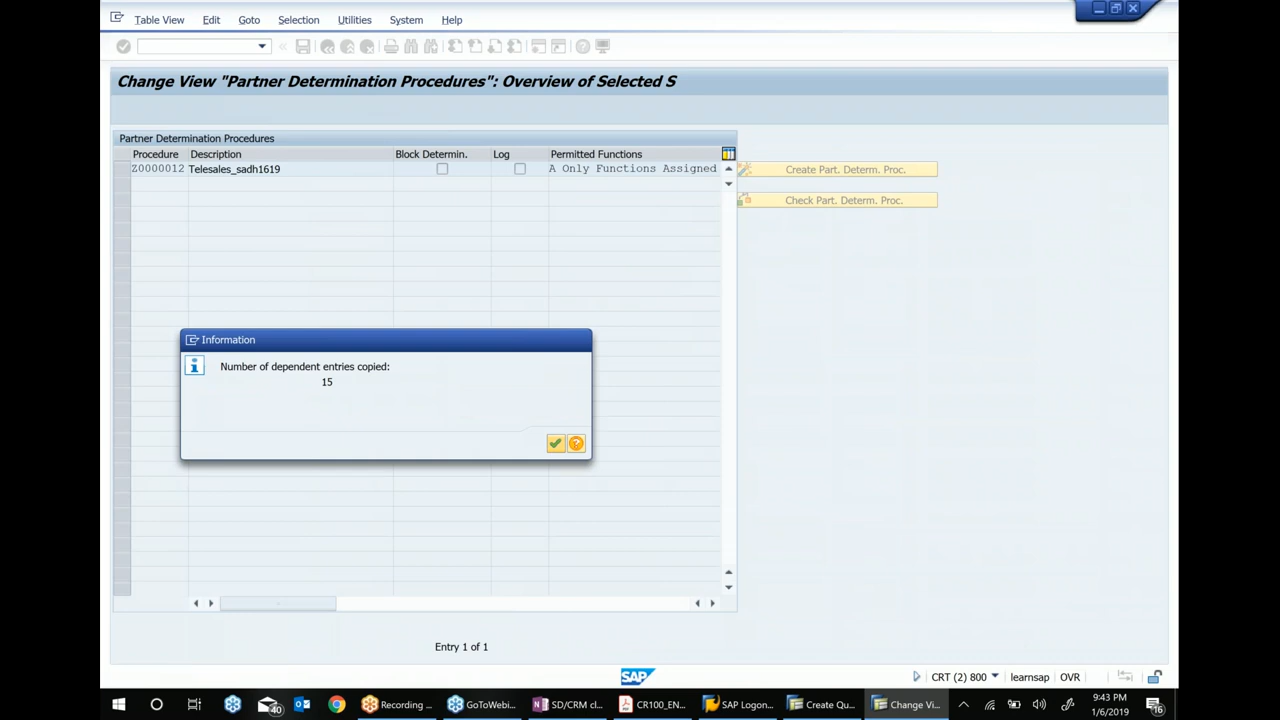 Table View Edit Goto Selection Utilities System Help
Change View "Partner Determination Procedures": Overview of Selected S
Partner Determination Procedures
Procedure Description Block Determin. Log Permitted Functions
Z0000012 Telesales_sadh1619 A Only Functions Assigned
Create Part. Determ. Proc.
Check Part. Determ. Proc.
Information
Number of dependent entries copied:
15
Entry 1 of 1
SAP
CRT (2) 800 learnsap OVR
40 Recording ... GoToWebi... SD/CRM cl... CR100_EN... SAP Logon... Create Qu... Change Vi... 9:43 PM
1/6/2019 16